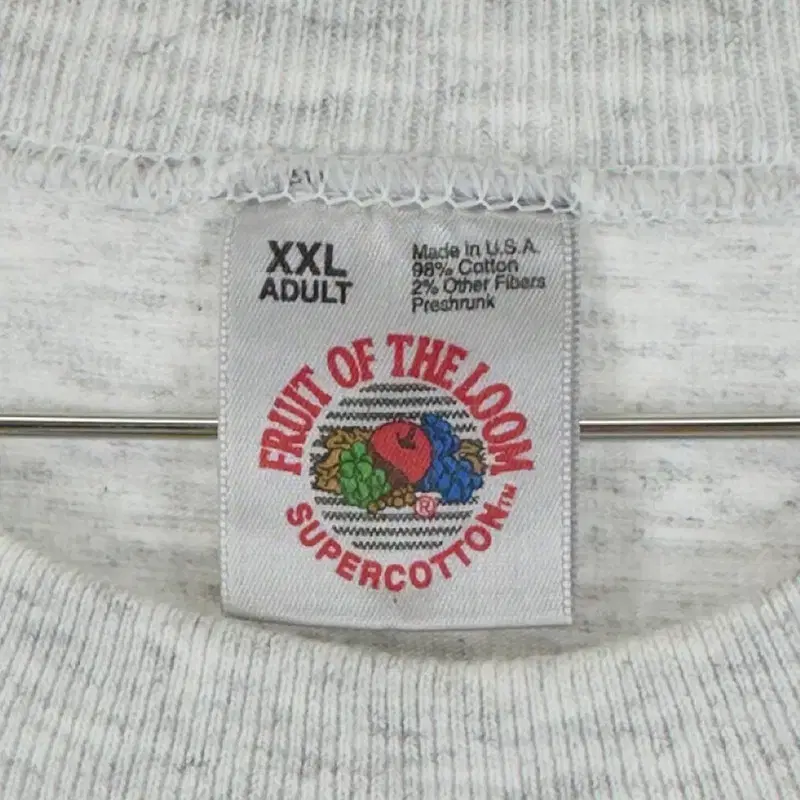 XXL
ADULT
Made in U.S.A.
98% Cotton
2% Other Fibers
Preshrunk
FRUIT OF THE LOOM
®
SUPERCOTTON™